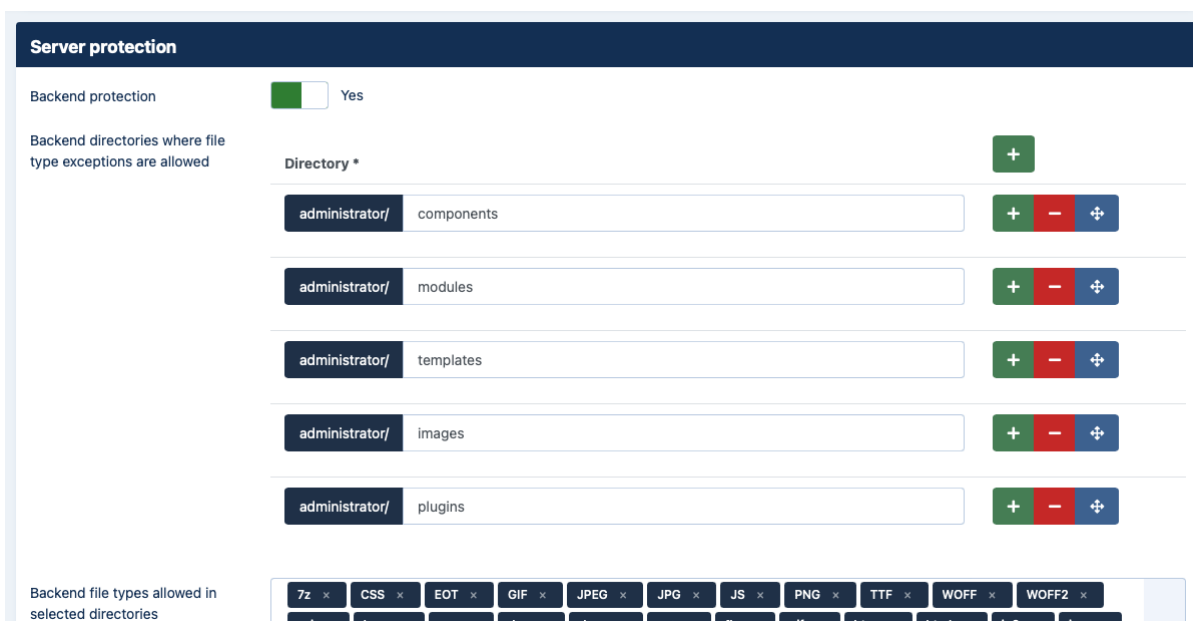 Server protection
Backend protection
Yes
Backend directories where file
type exceptions are allowed
Directory *
administrator/ components
administrator/ modules
administrator/ templates
administrator/ images
administrator/ plugins
Backend file types allowed in
selected directories
7z × CSS × EOT × GIF × JPEG × JPG × JS × PNG × TTF × WOFF × WOFF2 ×